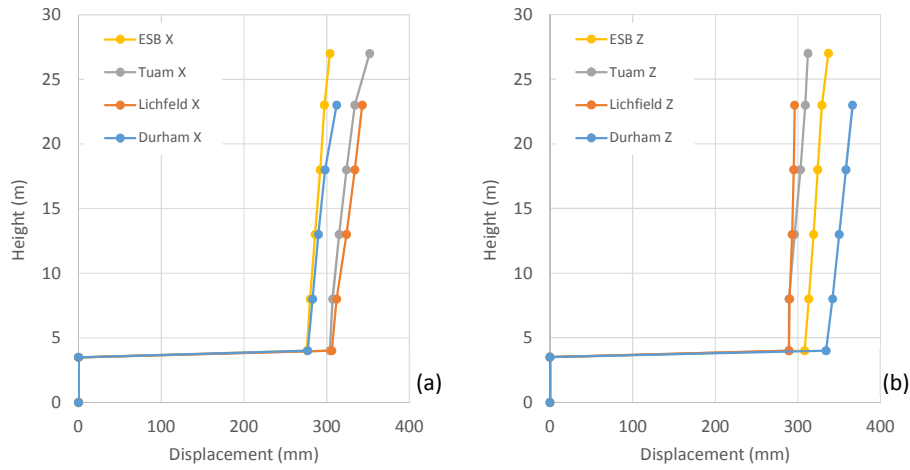 30
25
20
15
10
5
0
Height (m)
ESB X
Tuam X
Lichfeld X
Durham X
0 100 200 300 400
Displacement (mm)
(a)
30
25
20
15
10
5
0
Height (m)
ESB Z
Tuam Z
Lichfield Z
Durham Z
0 100 200 300 400
Displacement (mm)
(b)